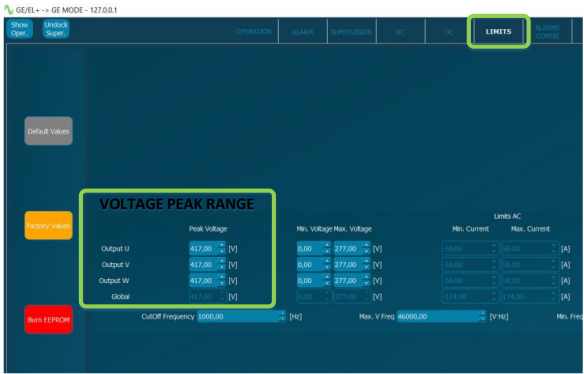 GE/EL+ -> GE MODE - 127.0.0.1
Show Oper. Undock Super. OPERATION ALARM SUPERVISION AC DC LIMITS ALARMS CONFIG
Default Values
VOLTAGE PEAK RANGE
Factory Values
Limits AC
Peak Voltage Min. Voltage Max. Voltage Min. Current Max. Current
Output U 417,00 [V] 0,00 277,00 [V] -58,00 58,00 [A]
Output V 417,00 [V] 0,00 277,00 [V] -58,00 58,00 [A]
Output W 417,00 [V] 0,00 277,00 [V] -58,00 58,00 [A]
Global 417,00 [V] 0,00 277,00 [V] -174,00 174,00 [A]
Burn EEPROM
CutOff Frequency 1000,00 [Hz] Max. V Freq 46000,00 [V·Hz] Min. Freq